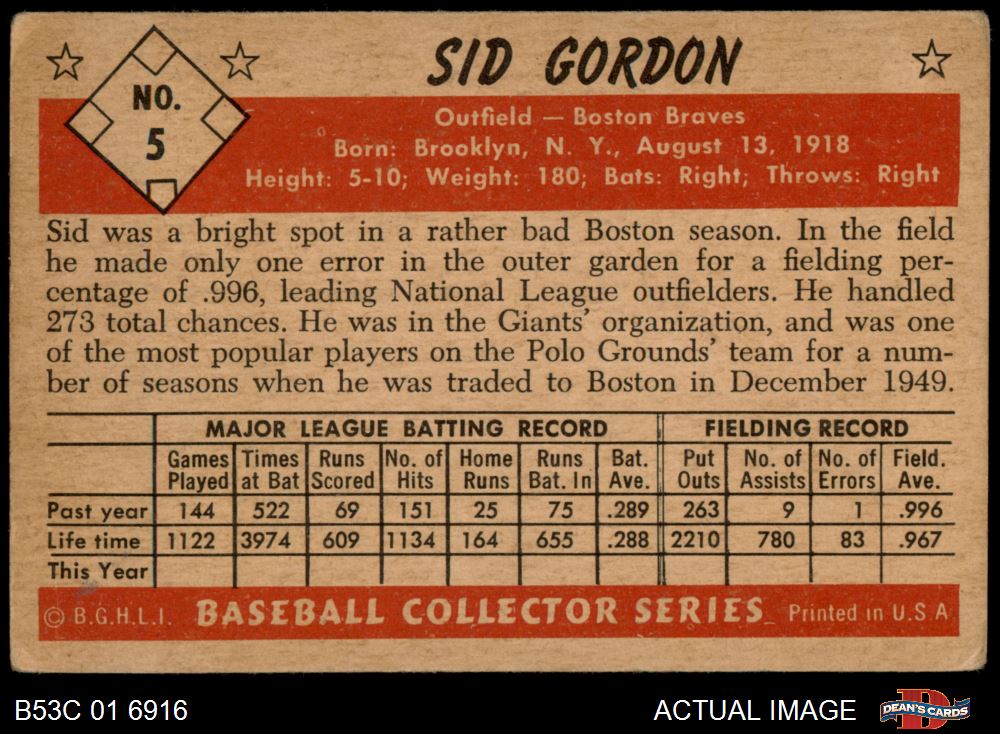 SID GORDON
NO.
5
Outfield — Boston Braves
Born: Brooklyn, N. Y., August 13, 1918
Height: 5-10; Weight: 180; Bats: Right; Throws: Right
Sid was a bright spot in a rather bad Boston season. In the field
he made only one error in the outer garden for a fielding per-
centage of .996, leading National League outfielders. He handled
273 total chances. He was in the Giants' organization, and was one
of the most popular players on the Polo Grounds' team for a num-
ber of seasons when he was traded to Boston in December 1949.
MAJOR LEAGUE BATTING RECORD FIELDING RECORD
Games Times Runs No. of Home Runs Bat. Put No. of No. of Field.
Played at Bat Scored Hits Runs Bat. In Ave. Outs Assists Errors Ave.
Past year 144 522 69 151 25 75 .289 263 9 1 .996
Life time 1122 3974 609 1134 164 655 .288 2210 780 83 .967
This Year
© B.G.H.L.I. BASEBALL COLLECTOR SERIES Printed in U.S A
B53C 01 6916 ACTUAL IMAGE DEAN'S CARDS